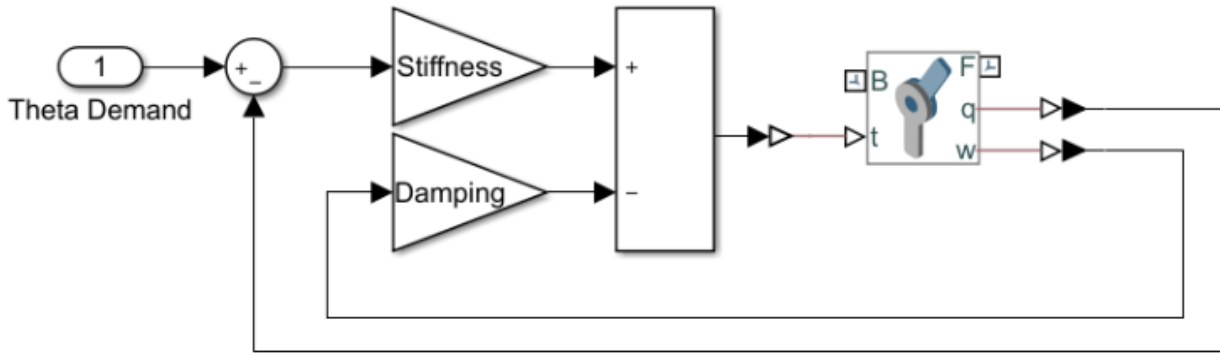 1
Theta Demand
+
−
Stiffness
Damping
+
−
B
F
q
t
w